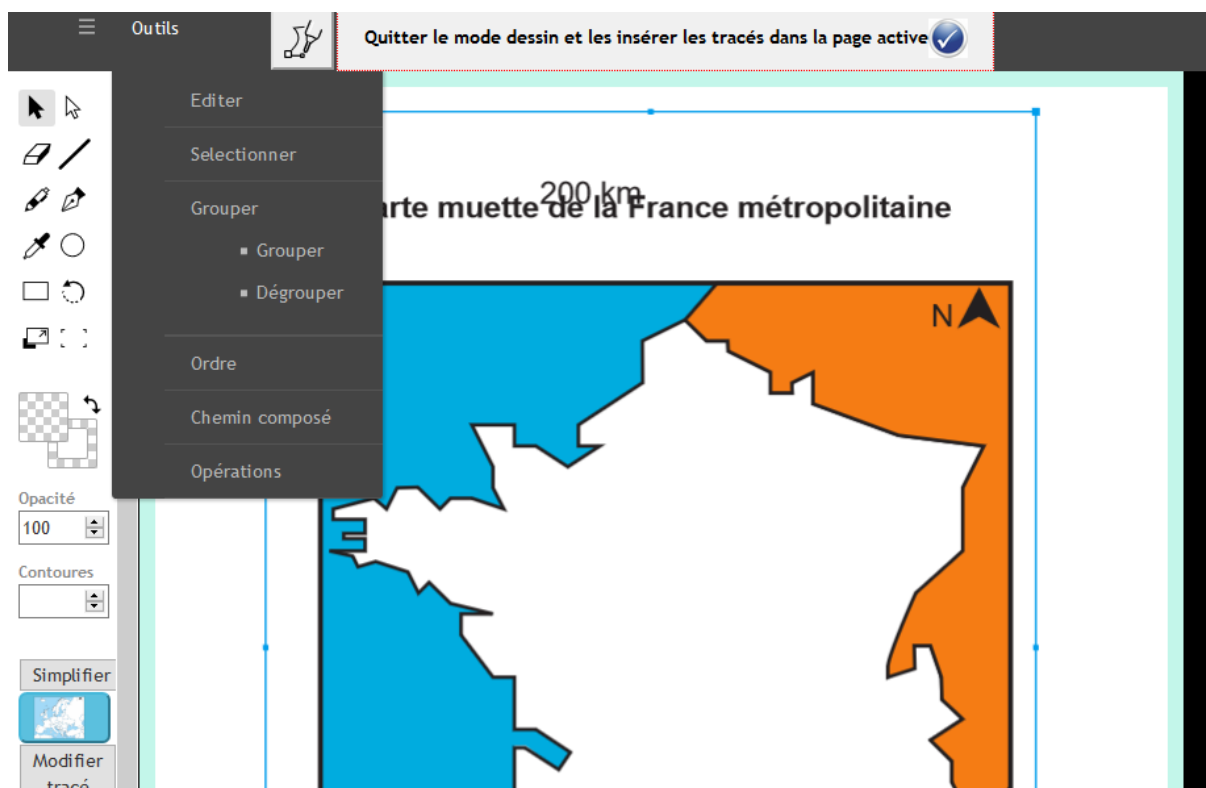 Outils
Quitter le mode dessin et les insérer les tracés dans la page active
Editer
Selectionner
Grouper
Grouper
Dégrouper
Ordre
Chemin composé
Opérations
200 km
arte muette de la France métropolitaine
N
Opacité
100
Contoures
Simplifier
Modifier
tracé